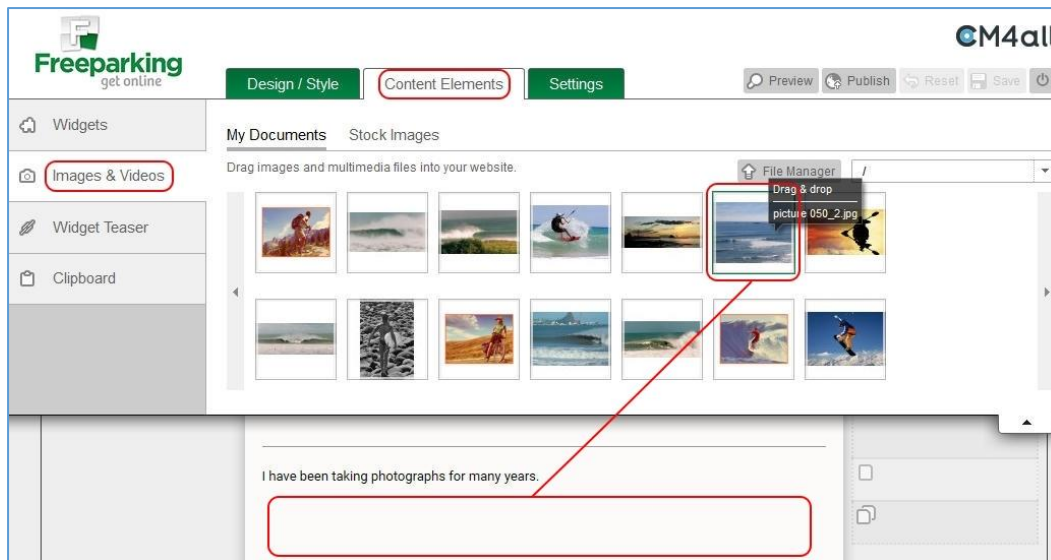 Freeparking
get online
CM4all
Design / Style
Content Elements
Settings
Preview
Publish
Reset
Save
Widgets
Images & Videos
Widget Teaser
Clipboard
My Documents
Stock Images
Drag images and multimedia files into your website.
File Manager
/
Drag & drop
picture 050_2.jpg
I have been taking photographs for many years.